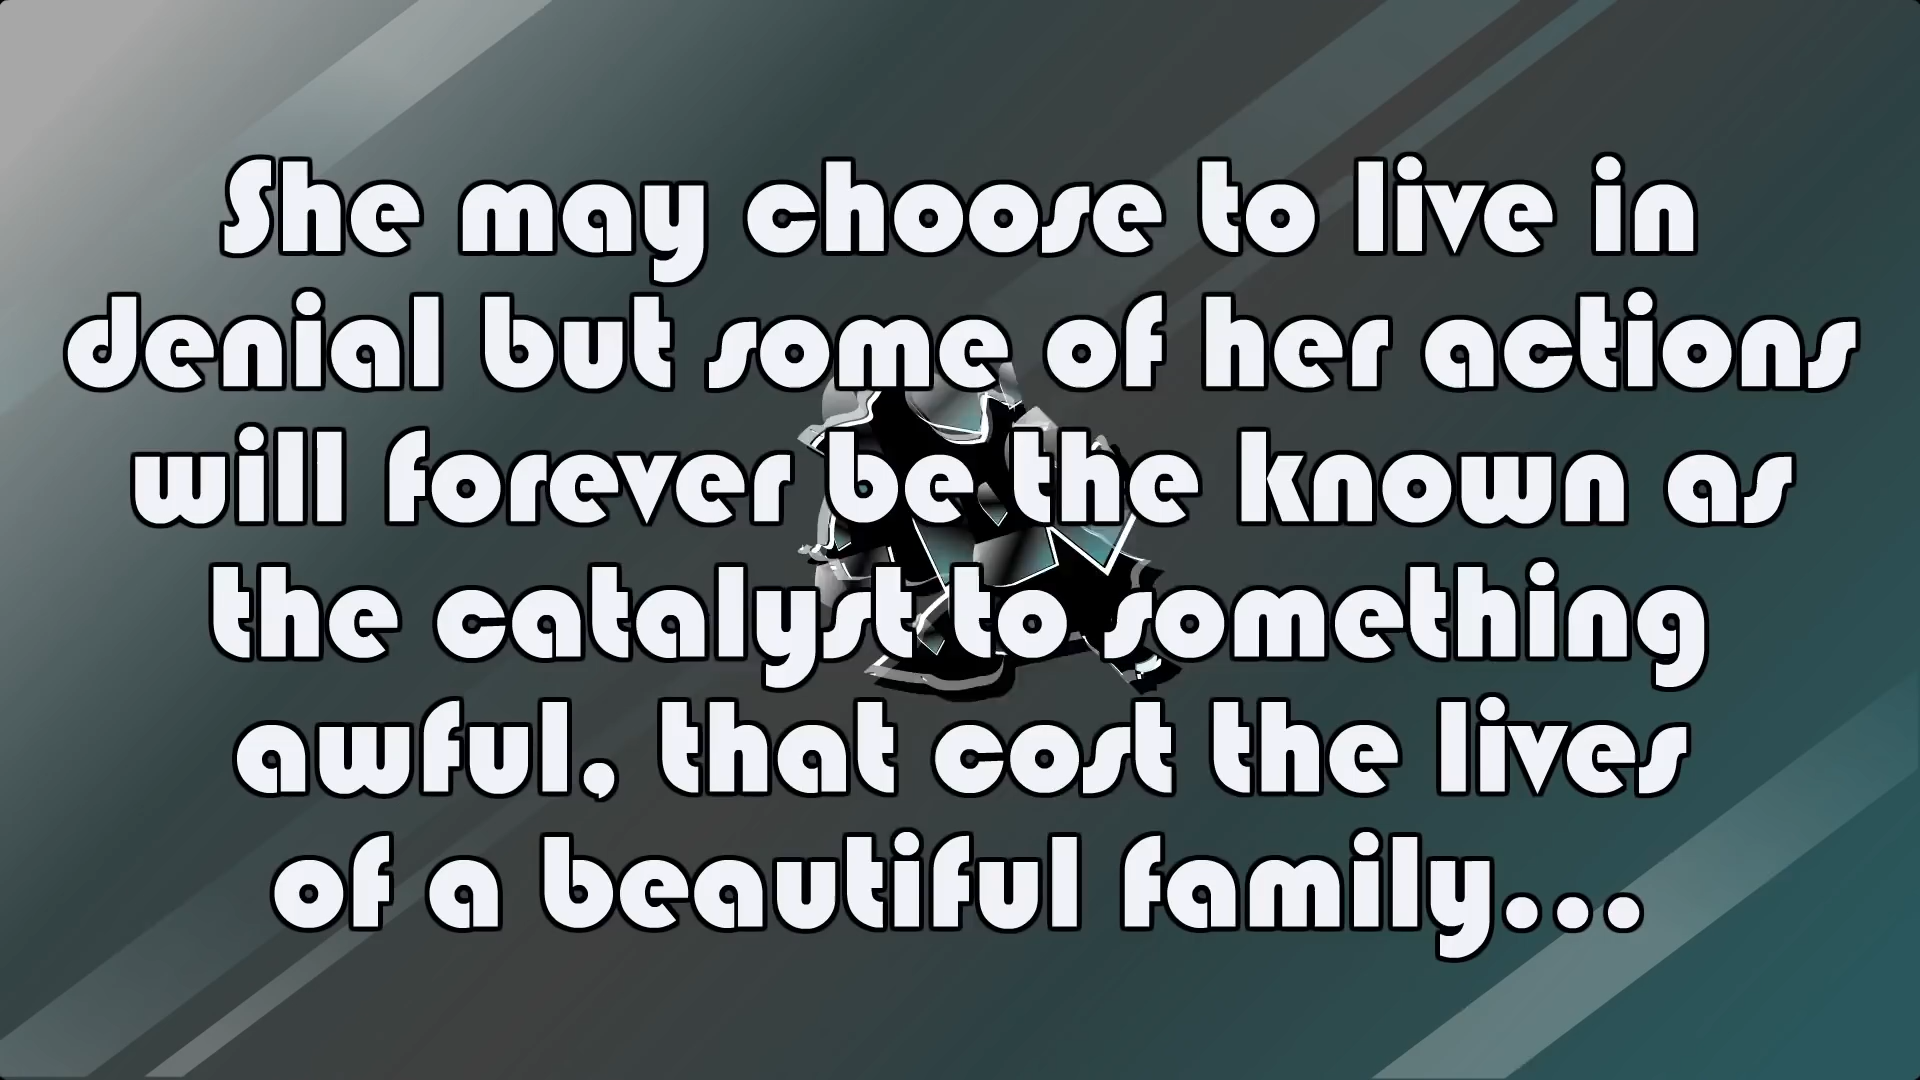 She may choose to live in
denial but some of her actions
will forever be the known as
the catalyst to something
awful, that cost the lives
of a beautiful family...